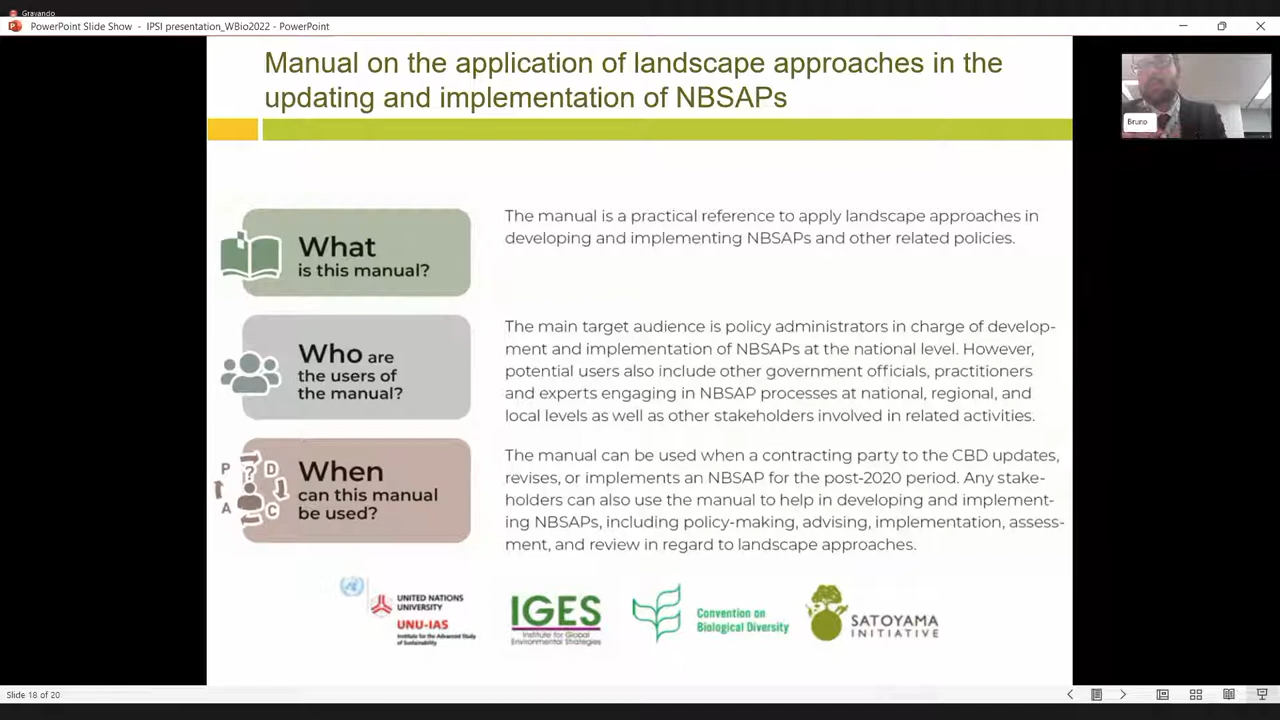 Gravando
PowerPoint Slide Show - IPSI presentation_WBio2022 - PowerPoint
Manual on the application of landscape approaches in the
updating and implementation of NBSAPs
Bruno
What
is this manual?
The manual is a practical reference to apply landscape approaches in
developing and implementing NBSAPs and other related policies.
Who are
the users of
the manual?
The main target audience is policy administrators in charge of develop-
ment and implementation of NBSAPs at the national level. However,
potential users also include other government officials, practitioners
and experts engaging in NBSAP processes at national, regional, and
local levels as well as other stakeholders involved in related activities.
P
?
D
A
C
When
can this manual
be used?
The manual can be used when a contracting party to the CBD updates,
revises, or implements an NBSAP for the post-2020 period. Any stake-
holders can also use the manual to help in developing and implement-
ing NBSAPs, including policy-making, advising, implementation, assess-
ment, and review in regard to landscape approaches.
UNITED NATIONS
UNIVERSITY
UNU-IAS
Institute for the Advanced Study
of Sustainability
IGES
Institute for Global
Environmental Strategies
Convention on
Biological Diversity
SATOYAMA
INITIATIVE
Slide 18 of 20